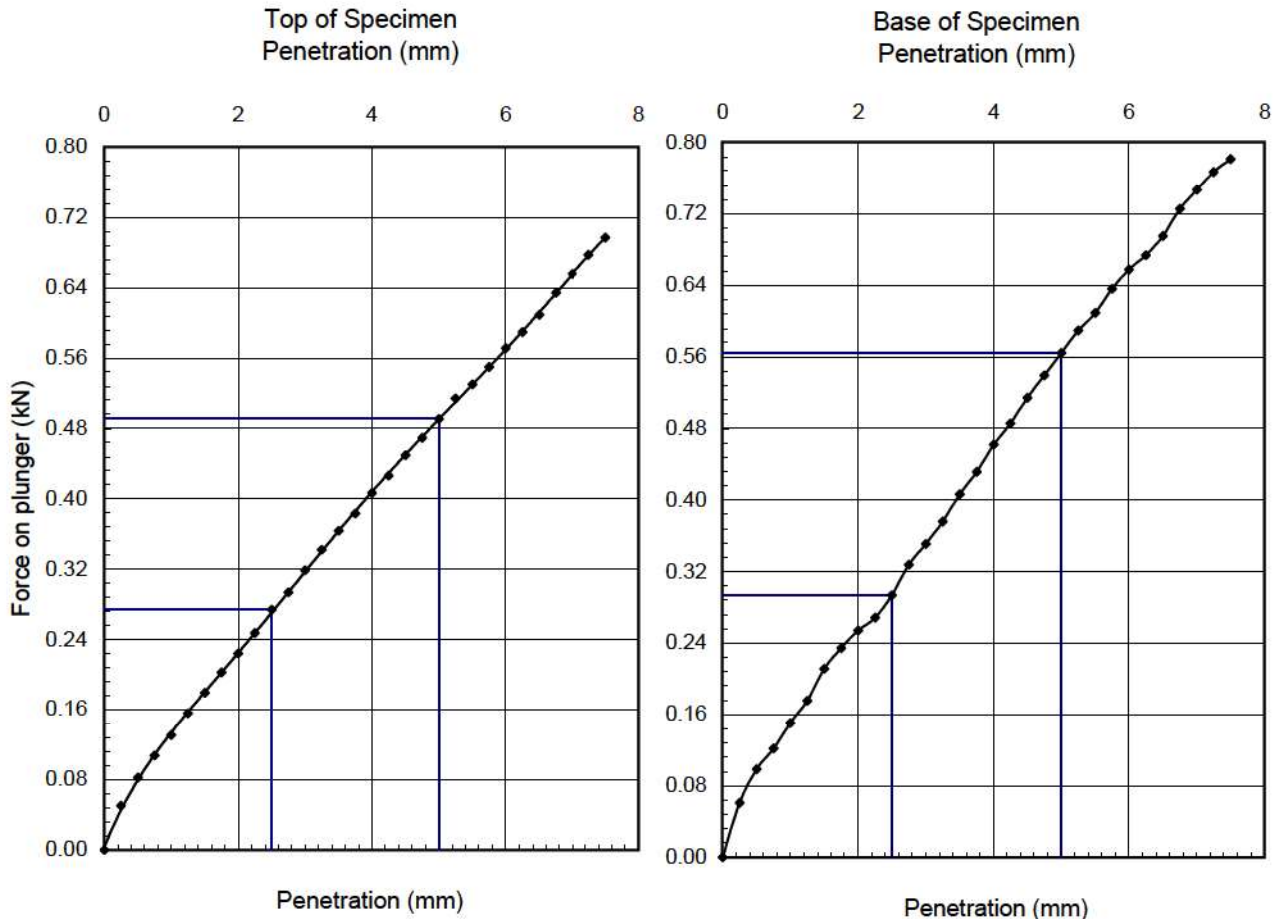 Top of Specimen
Penetration (mm)
0 2 4 6 8
0.80
0.72
0.64
0.56
0.48
0.40
0.32
0.24
0.16
0.08
0.00
Force on plunger (kN)
Penetration (mm)
Base of Specimen
Penetration (mm)
0 2 4 6 8
0.80
0.72
0.64
0.56
0.48
0.40
0.32
0.24
0.16
0.08
0.00
Penetration (mm)